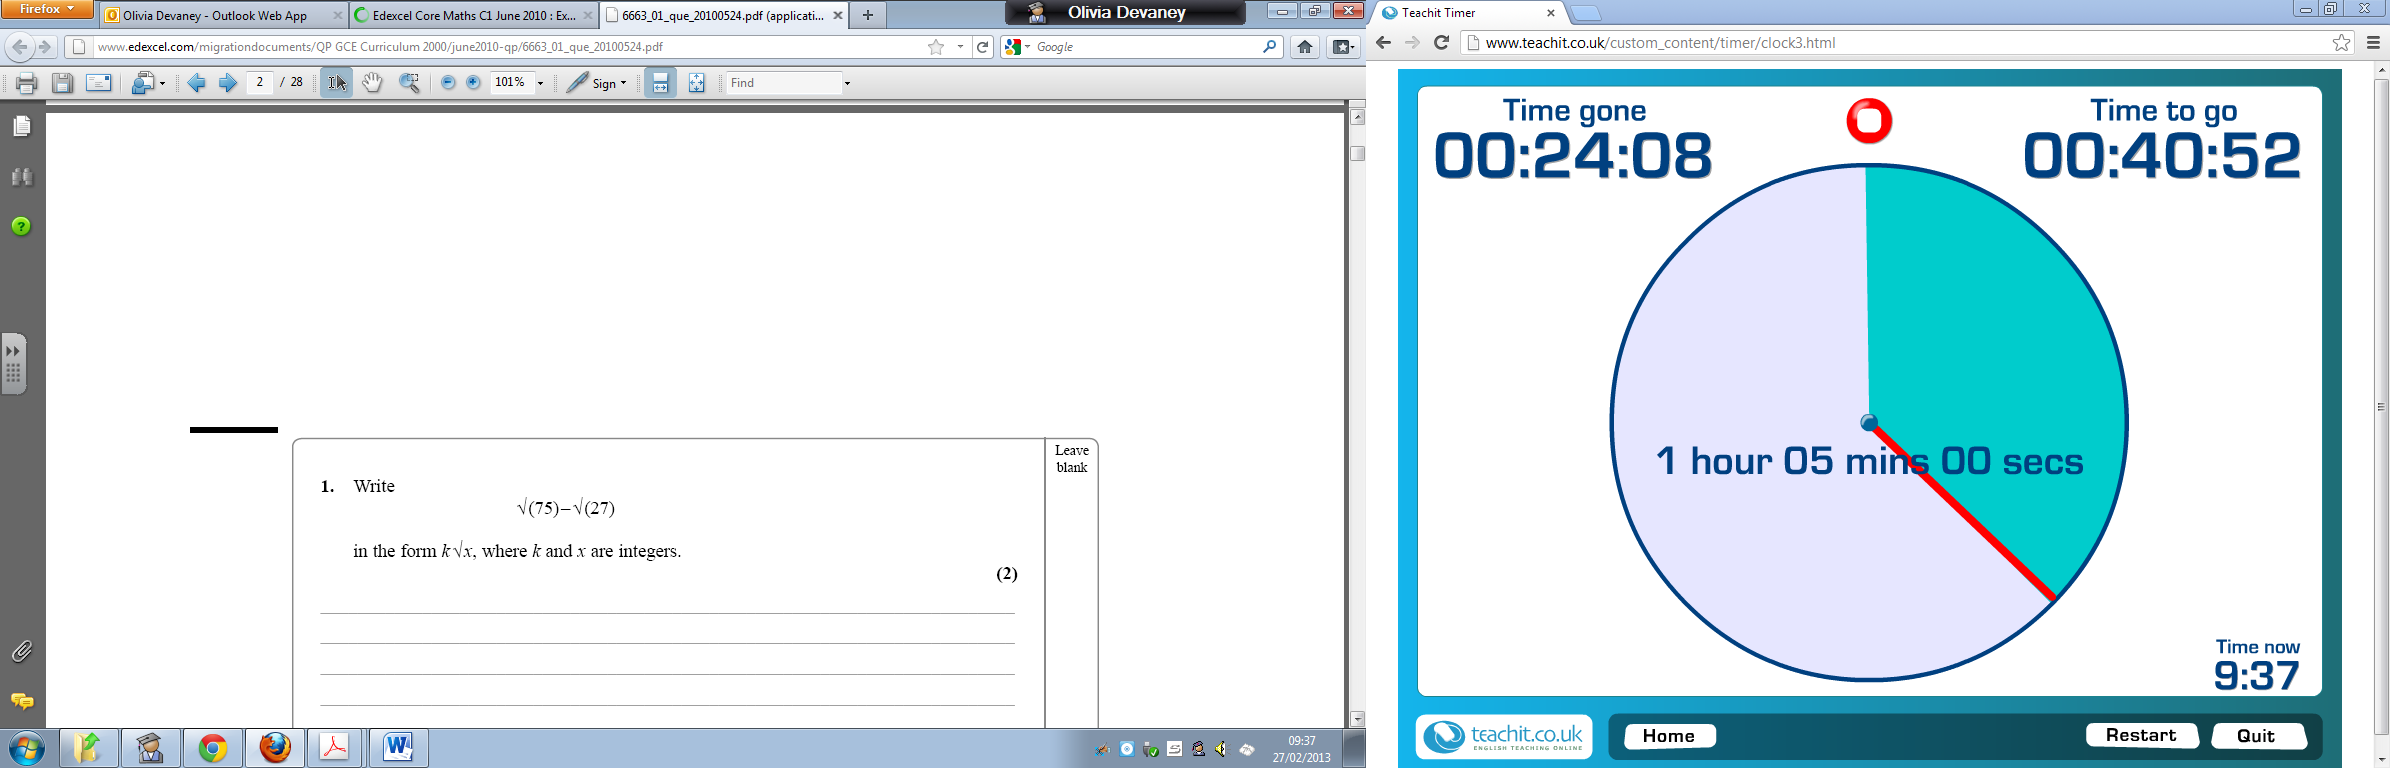 Firefox
Olivia Devaney - Outlook Web App
Edexcel Core Maths C1 June 2010 : Ex...
6663_01_que_20100524.pdf (applicati...
Olivia Devaney
www.edexcel.com/migrationdocuments/QP GCE Curriculum 2000/june2010-qp/6663_01_que_20100524.pdf
Google
2 / 28
101%
Sign
Find
Leave
blank
1. Write
√(75)–√(27)
in the form k√x, where k and x are integers.
(2)
09:37
27/02/2013
Teachit Timer
www.teachit.co.uk/custom_content/timer/clock3.html
Time gone
00:24:08
Time to go
00:40:52
1 hour 05 mins 00 secs
Time now
9:37
teachit.co.uk
ENGLISH TEACHING ONLINE
Home
Restart
Quit